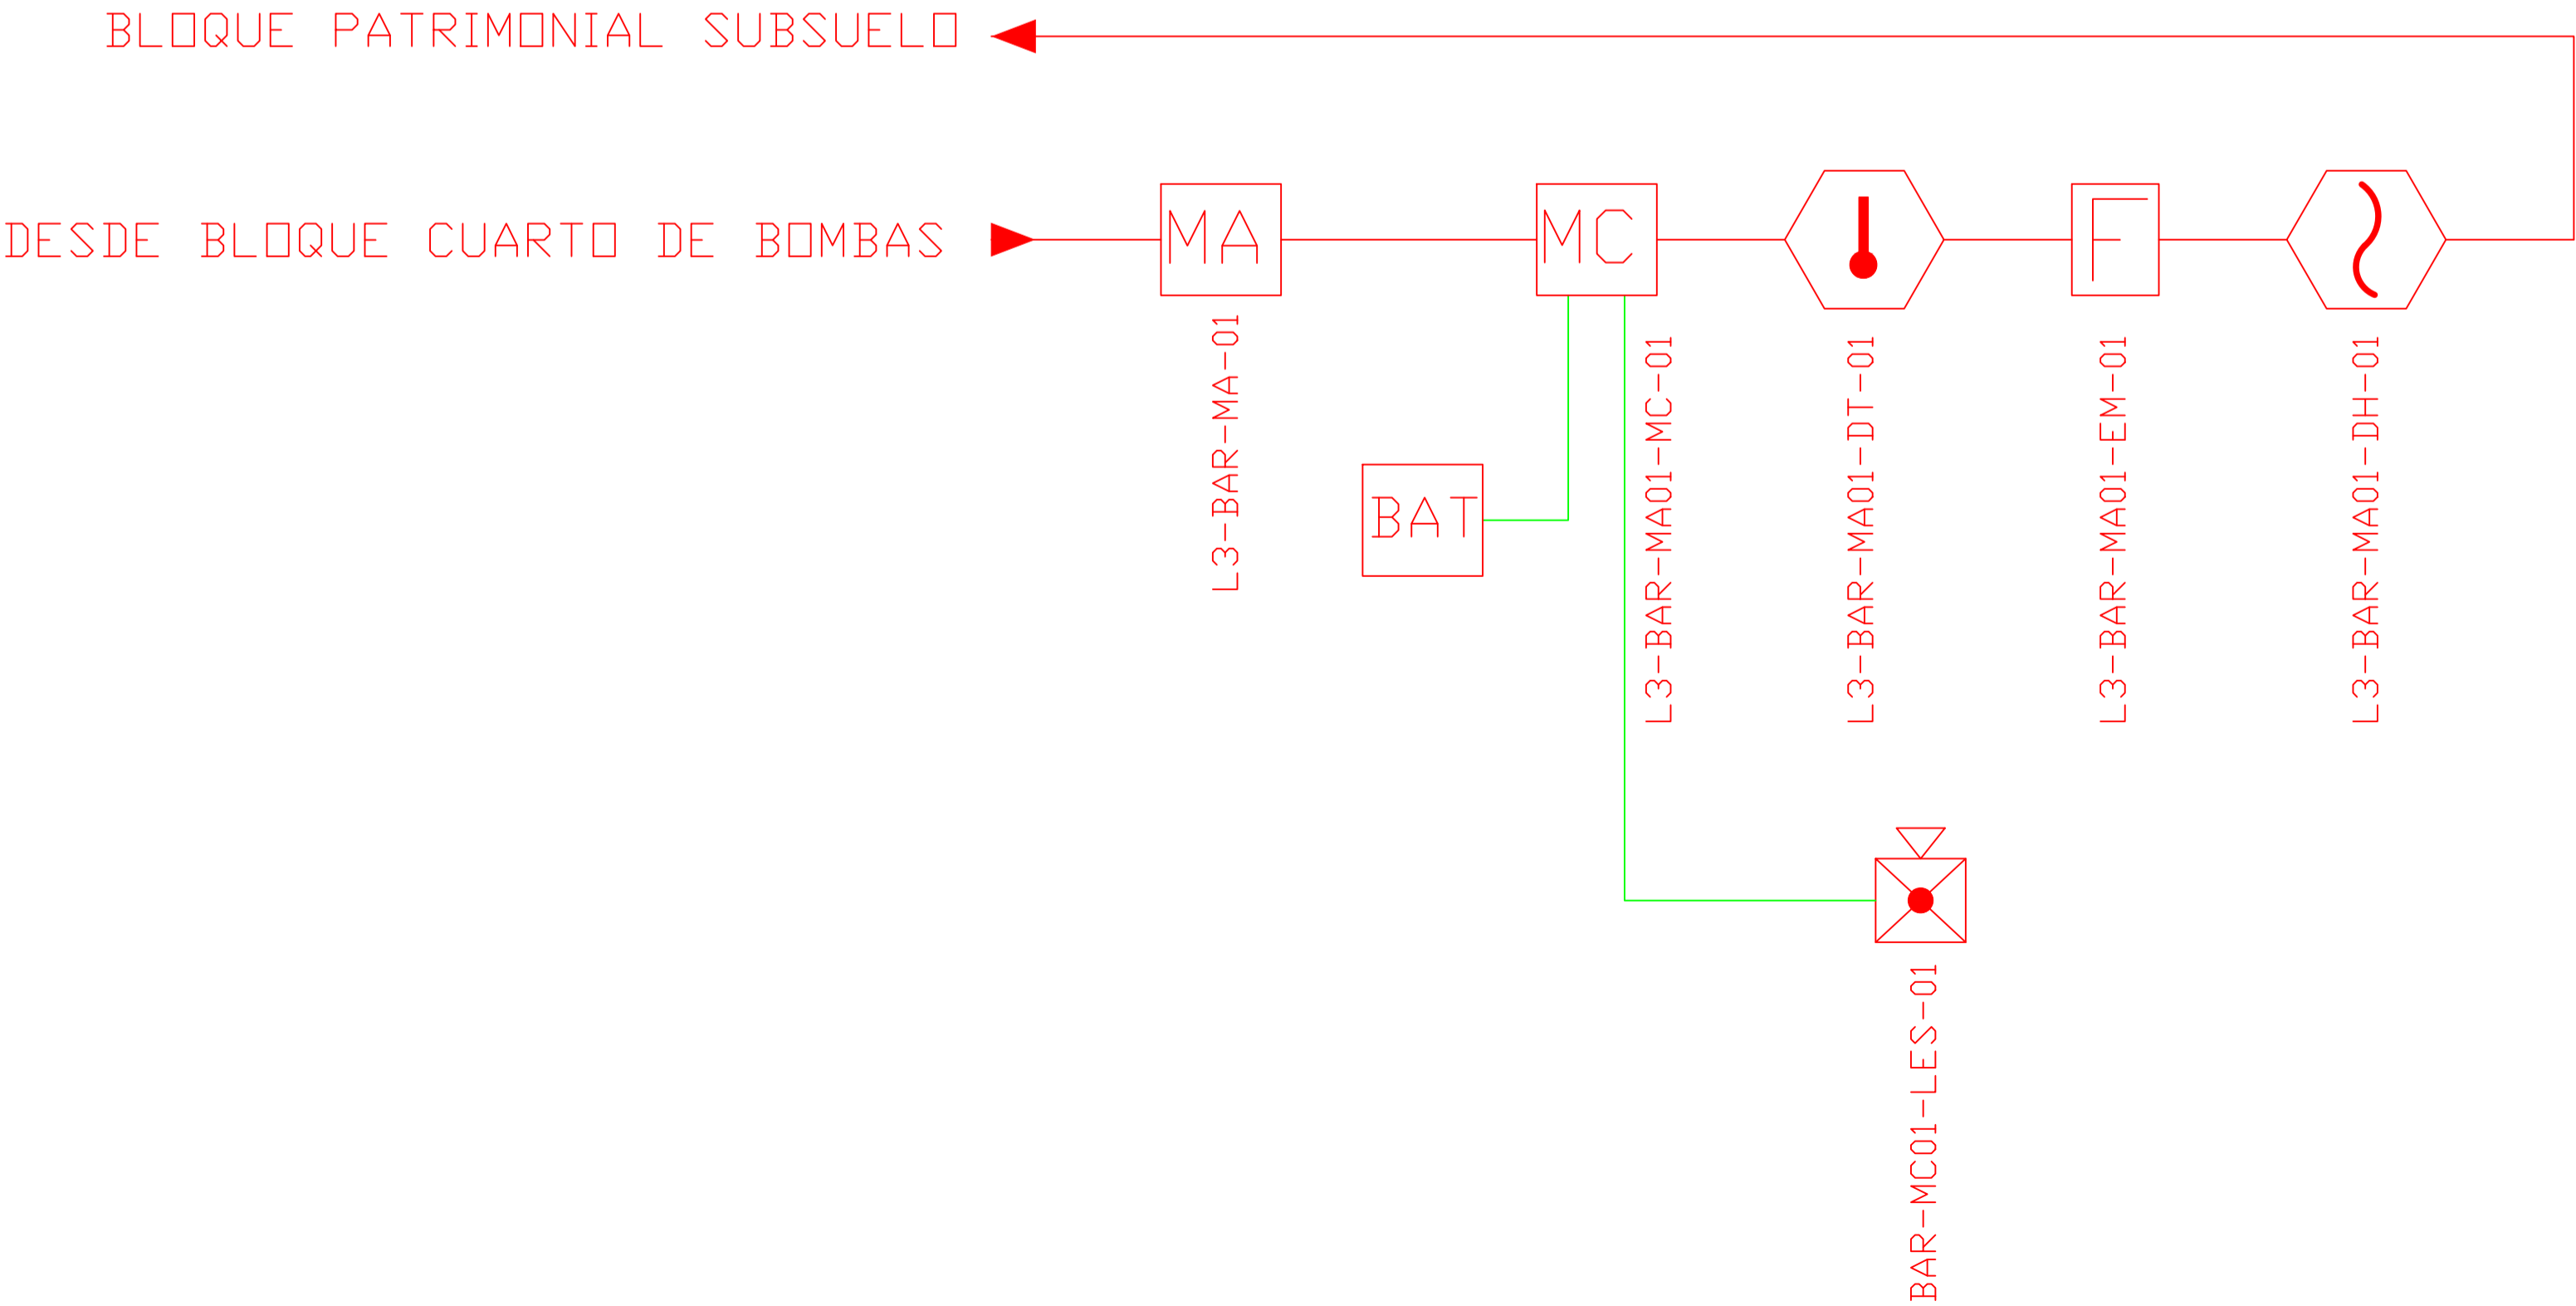 BLOQUE PATRIMONIAL SUBSUELO
DESDE BLOQUE CUARTO DE BOMBAS
MA
MC
F
L3-BAR-MA-01
L3-BAR-MA01-MC-01
L3-BAR-MA01-DT-01
L3-BAR-MA01-EM-01
L3-BAR-MA01-DH-01
BAT
BAR-MC01-LES-01